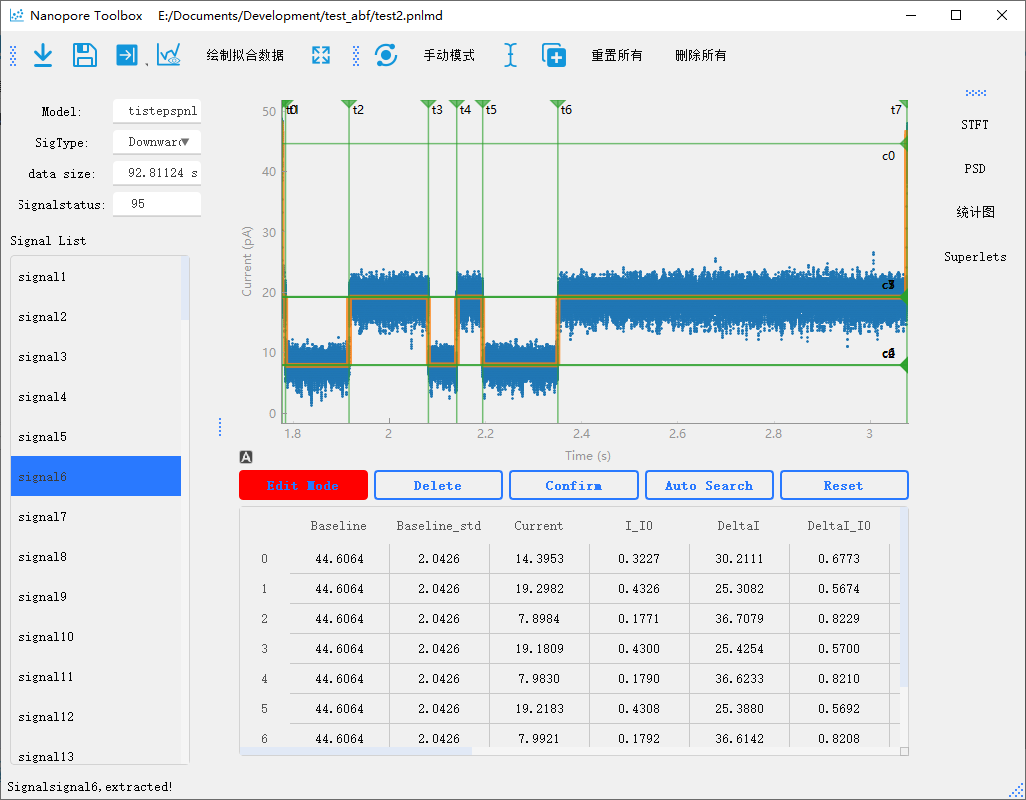 Nanopore Toolbox E:/Documents/Development/test_abf/test2.pnlmd
绘制拟合数据 手动模式 重置所有 删除所有
Model: tistepspnl
SigType: Downward
data size: 92.81124 s
Signalstatus: 95
Signal List
signal1
signal2
signal3
signal4
signal5
signal6
signal7
signal8
signal9
signal10
signal11
signal12
signal13
t2 t3 t4 t5 t6 t7
50
40
30
20
10
0
Current (pA)
c0
1.8 2 2.2 2.4 2.6 2.8 3
Time (s)
A
Edit Mode Delete Confirm Auto Search Reset
Baseline Baseline_std Current I_I0 DeltaI DeltaI_I0
0 44.6064 2.0426 14.3953 0.3227 30.2111 0.6773
1 44.6064 2.0426 19.2982 0.4326 25.3082 0.5674
2 44.6064 2.0426 7.8984 0.1771 36.7079 0.8229
3 44.6064 2.0426 19.1809 0.4300 25.4254 0.5700
4 44.6064 2.0426 7.9830 0.1790 36.6233 0.8210
5 44.6064 2.0426 19.2183 0.4308 25.3880 0.5692
6 44.6064 2.0426 7.9921 0.1792 36.6142 0.8208
STFT
PSD
统计图
Superlets
Signalsignal6,extracted!